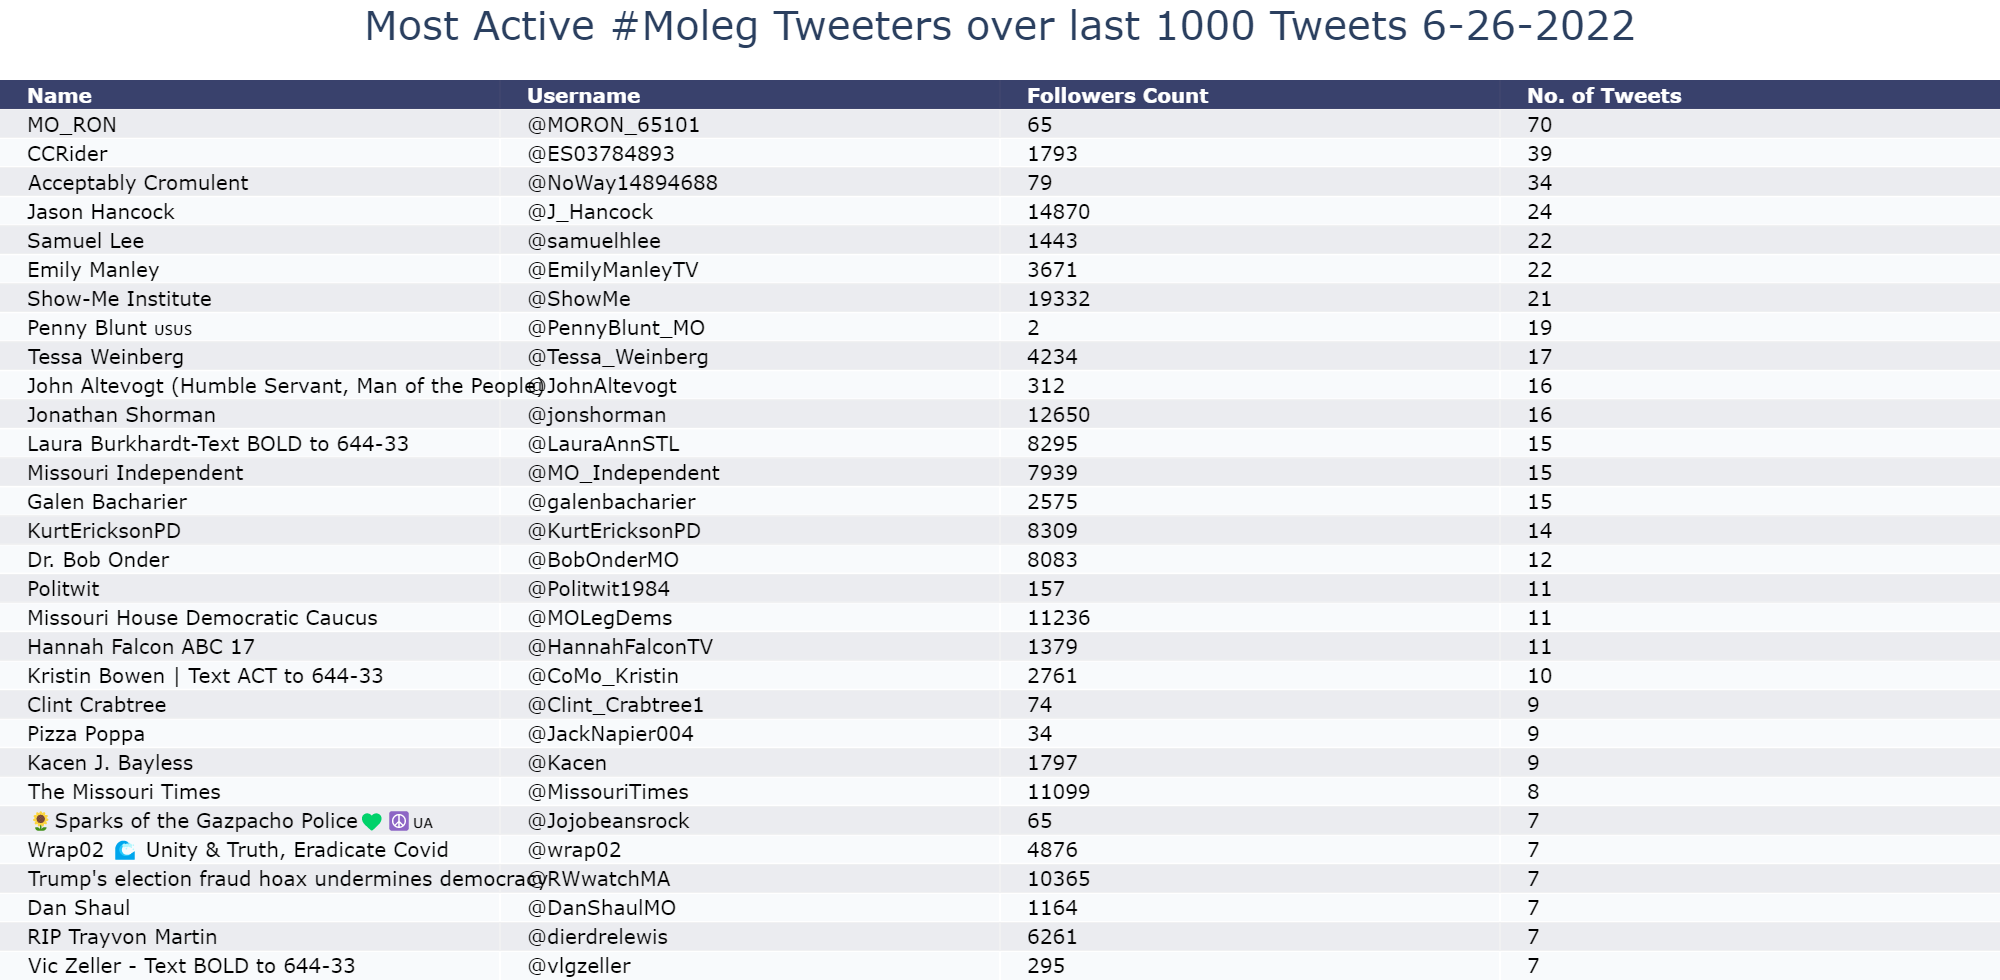 Most Active #Moleg Tweeters over last 1000 Tweets 6-26-2022
Name Username Followers Count No. of Tweets
MO_RON @MORON_65101 65 70
CCRider @ES03784893 1793 39
Acceptably Cromulent @NoWay14894688 79 34
Jason Hancock @J_Hancock 14870 24
Samuel Lee @samuelhlee 1443 22
Emily Manley @EmilyManleyTV 3671 22
Show-Me Institute @ShowMe 19332 21
Penny Blunt USUS @PennyBlunt_MO 2 19
Tessa Weinberg @Tessa_Weinberg 4234 17
John Altevogt (Humble Servant, Man of the People) @JohnAltevogt 312 16
Jonathan Shorman @jonshorman 12650 16
Laura Burkhardt-Text BOLD to 644-33 @LauraAnnSTL 8295 15
Missouri Independent @MO_Independent 7939 15
Galen Bacharier @galenbacharier 2575 15
KurtEricksonPD @KurtEricksonPD 8309 14
Dr. Bob Onder @BobOnderMO 8083 12
Politwit @Politwit1984 157 11
Missouri House Democratic Caucus @MOLegDems 11236 11
Hannah Falcon ABC 17 @HannahFalconTV 1379 11
Kristin Bowen | Text ACT to 644-33 @CoMo_Kristin 2761 10
Clint Crabtree @Clint_Crabtree1 74 9
Pizza Poppa @JackNapier004 34 9
Kacen J. Bayless @Kacen 1797 9
The Missouri Times @MissouriTimes 11099 8
🌻Sparks of the Gazpacho Police💚 ☮️ UA @Jojobeansrock 65 7
Wrap02 🌊 Unity & Truth, Eradicate Covid @wrap02 4876 7
Trump's election fraud hoax undermines democracy @RWwatchMA 10365 7
Dan Shaul @DanShaulMO 1164 7
RIP Trayvon Martin @dierdrelewis 6261 7
Vic Zeller - Text BOLD to 644-33 @vlgzeller 295 7